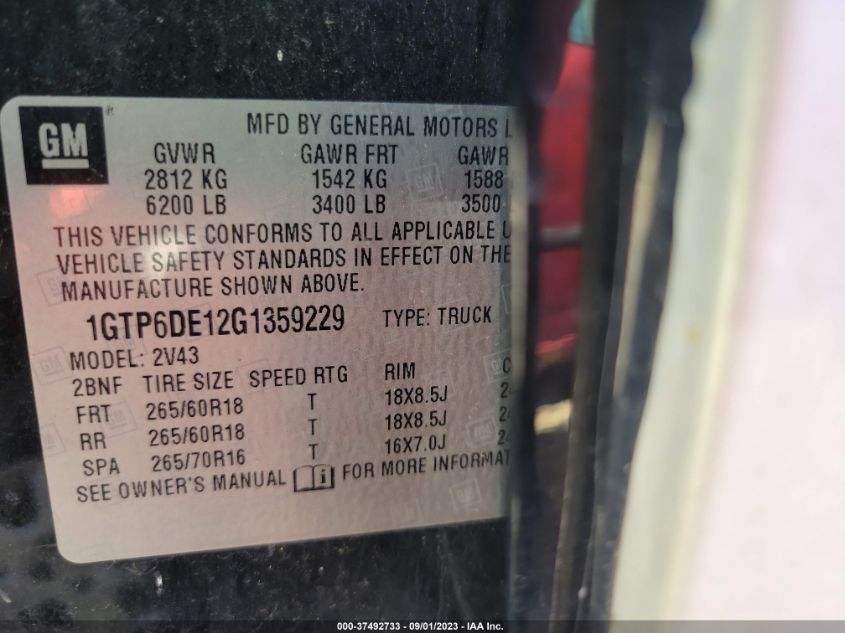 GM
MFD BY GENERAL MOTORS
GVWR GAWR FRT GAWR
2812 KG 1542 KG 1588
6200 LB 3400 LB 3500
THIS VEHICLE CONFORMS TO ALL APPLICABLE
VEHICLE SAFETY STANDARDS IN EFFECT ON THE
MANUFACTURE SHOWN ABOVE.
1GTP6DE12G1359229 TYPE: TRUCK
MODEL: 2V43
2BNF TIRE SIZE SPEED RTG RIM
FRT 265/60R18 T 18X8.5J
RR 265/60R18 T 18X8.5J
SPA 265/70R16 T 16X7.0J
SEE OWNER'S MANUAL FOR MORE INFORMAT
000-37492733 - 09/01/2023 - IAA Inc.